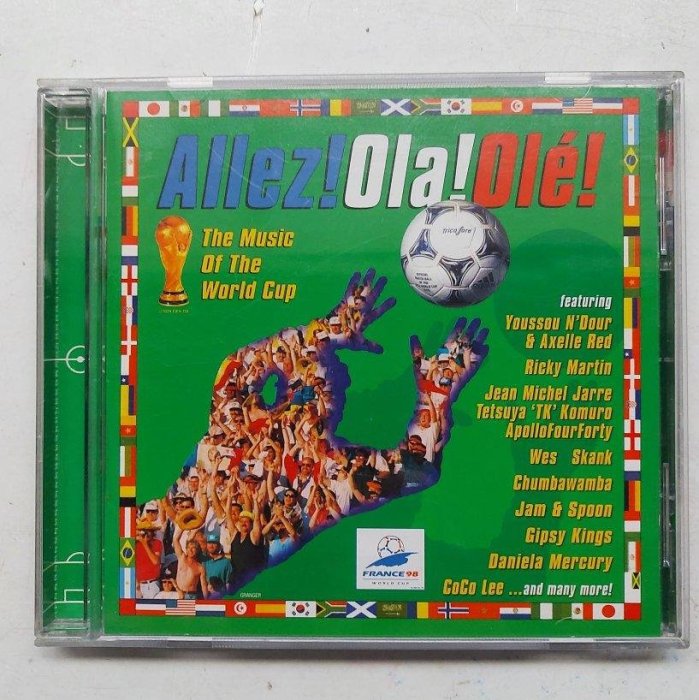 Allez!Ola!Olé!
The Music
Of The
World Cup
tricolore
featuring
Youssou N'Dour
& Axelle Red
Ricky Martin
Jean Michel Jarre
Tetsuya 'TK' Komuro
ApolloFourForty
Wes Skank
Chumbawamba
Jam & Spoon
Gipsy Kings
Daniela Mercury
CoCo Lee ...and many more!
FRANCE 98
WORLD CUP